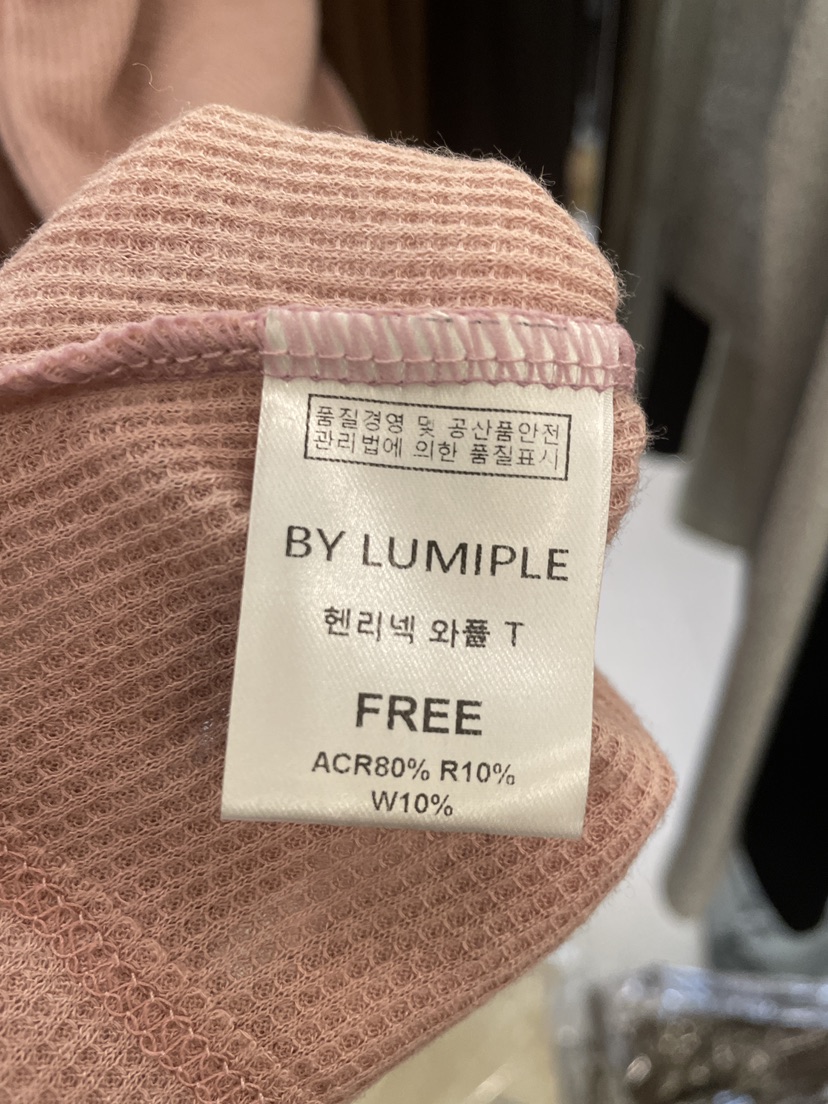 품질경영 및 공산품안전
관리법에 의한 품질표시
BY LUMIPLE
헨리넥 와플 T
FREE
ACR80% R10%
W10%